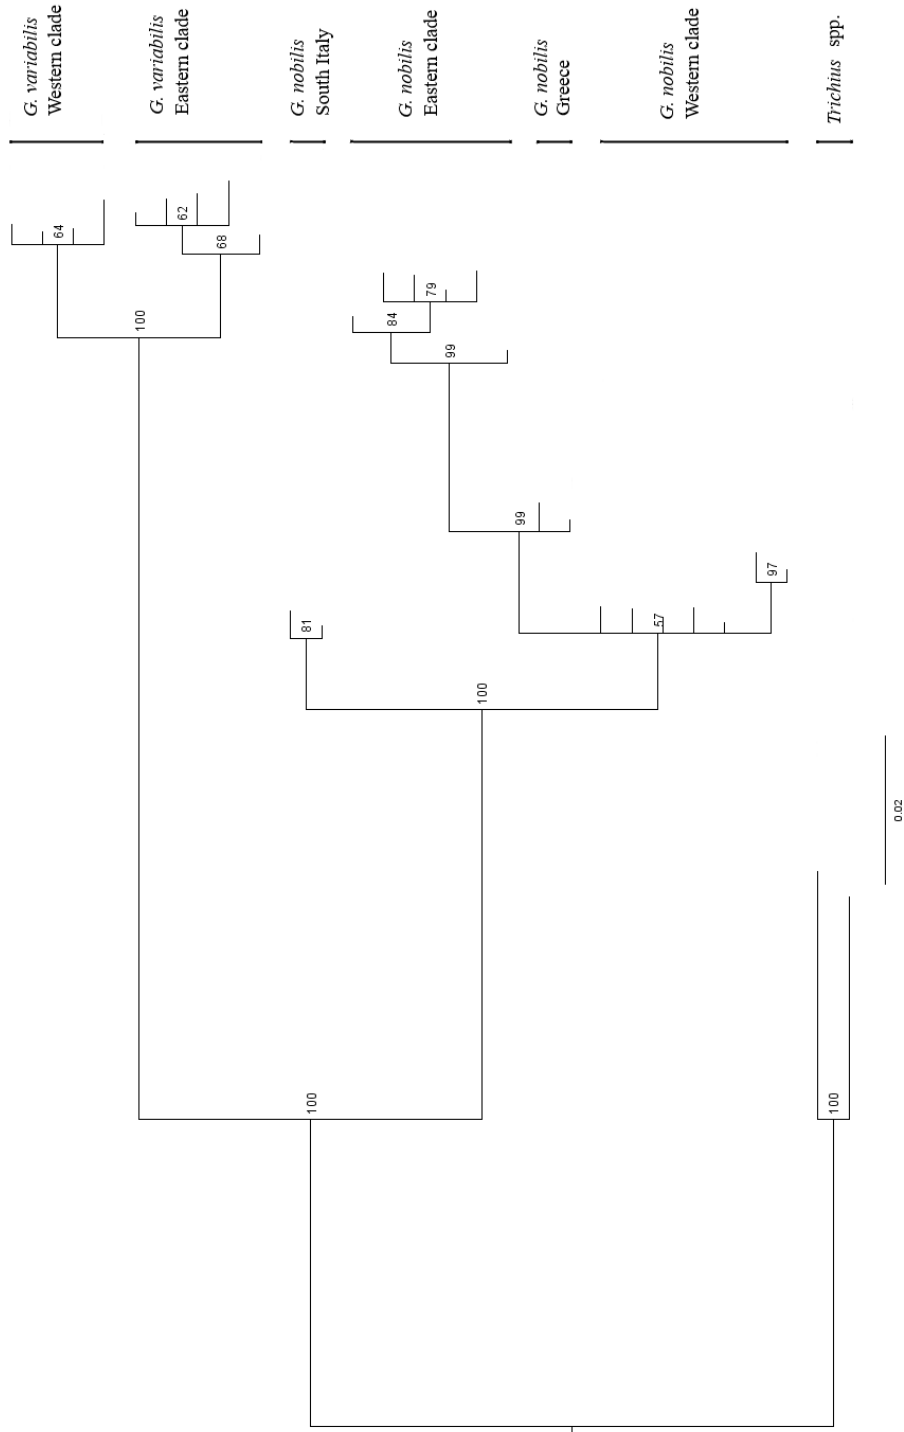 G. variabilis
Western clade
G. variabilis
Eastern clade
G. nobilis
South Italy
G. nobilis
Eastern clade
G. nobilis
Greece
G. nobilis
Western clade
Trichius spp.
64
62
68
100
79
84
99
99
97
57
81
100
100
100
0.02